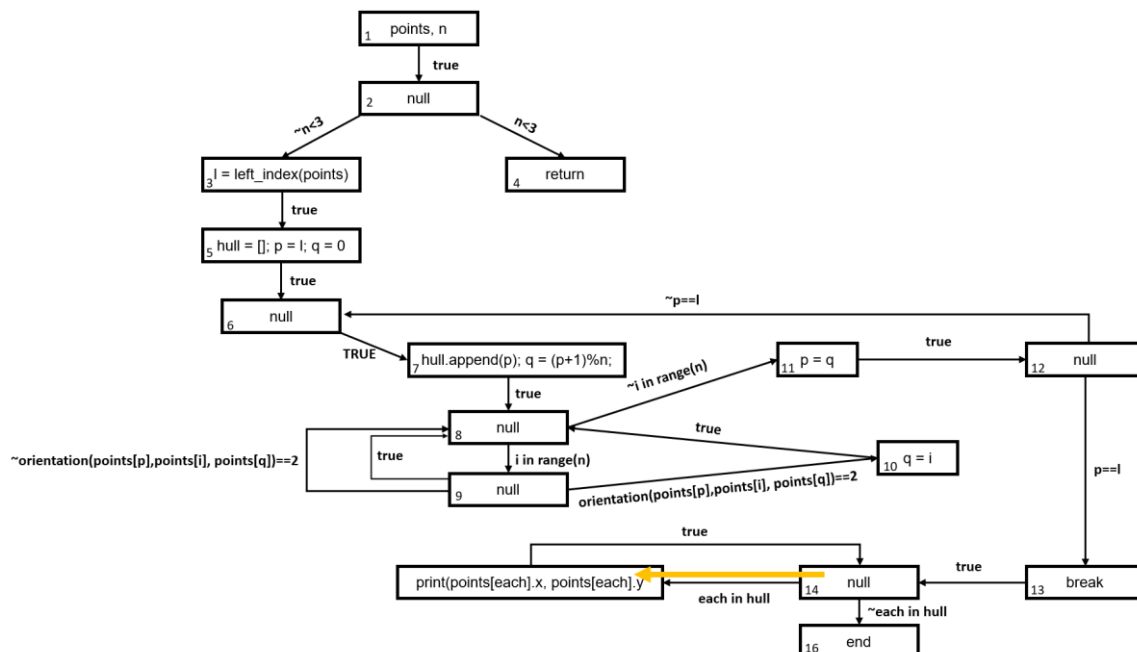 points, n
1
true
null
2
~n<3
n<3
l = left_index(points)
3
return
4
true
hull = []; p = l; q = 0
5
true
null
6
~p==l
TRUE
hull.append(p); q = (p+1)%n;
7
~i in range(n)
p = q
11
true
null
12
true
null
8
true
~orientation(points[p],points[i], points[q])==2
true
i in range(n)
q = i
10
p==l
null
9
orientation(points[p],points[i], points[q])==2
true
print(points[each].x, points[each].y
null
14
true
break
13
each in hull
~each in hull
end
16